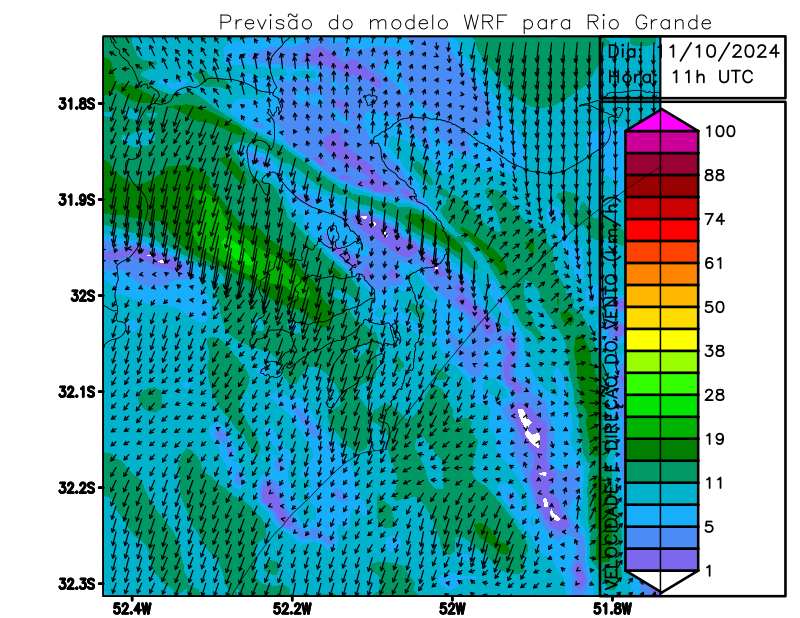 Previsão do modelo WRF para Rio Grande
Dia: 11/10/2024
Hora: 11h UTC
31.8S
31.9S
32S
32.1S
32.2S
32.3S
52.4W
52.2W
52W
51.8W
VELOCIDADE E DIREÇÃO DO VENTO (km/h)
100
88
74
61
50
38
28
19
11
5
1